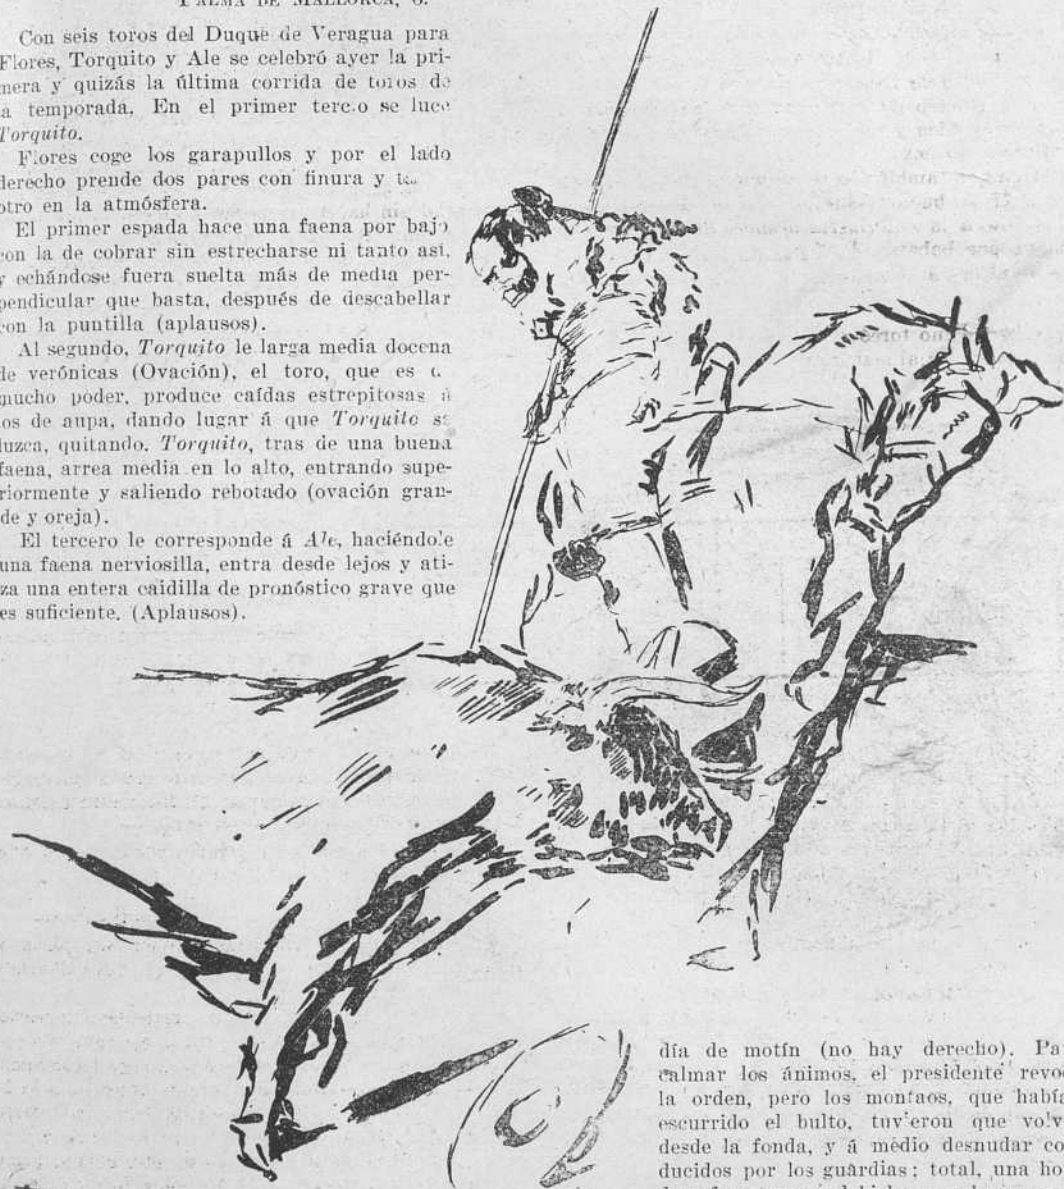 PALMA DE MALLORCA, 6.
Con seis toros del Duque de Veragua para
Flores, Torquito y Ale se celebró ayer la pri-
mera y quizás la última corrida de toros de
a temporada. En el primer tercio se luce
Torquito.
Flores coge los garapullos y por el lado
derecho prende dos pares con finura y
otro en la atmósfera.
El primer espada hace una faena por bajo
con la de cobrar sin estrecharse ni tanto así,
y echándose fuera suelta más de media per-
pendicular que basta, después de descabellar
con la puntilla (aplausos).
Al segundo, Torquito le larga media docena
de verónicas (Ovación), el toro, que es
mucho poder, produce caídas estrepitosas á
os de aupa, dando lugar á que Torquito se
luzca, quitando. Torquito, tras de una buena
faena, arrea media en lo alto, entrando supe-
riormente y saliendo rebotado (ovación gran-
de y oreja).
El tercero le corresponde á Ale, haciéndole
una faena nerviosilla, entra desde lejos y ati-
za una entera caidilla de pronóstico grave que
es suficiente. (Aplausos).
día de motín (no hay derecho). Pa
calmar los ánimos, el presidente revo
la orden, pero los montaos, que había
escurrido el bulto, tuvieron que volv
desde la fonda, y á medio desnudar co
ducidos por los guardias; total, una ho